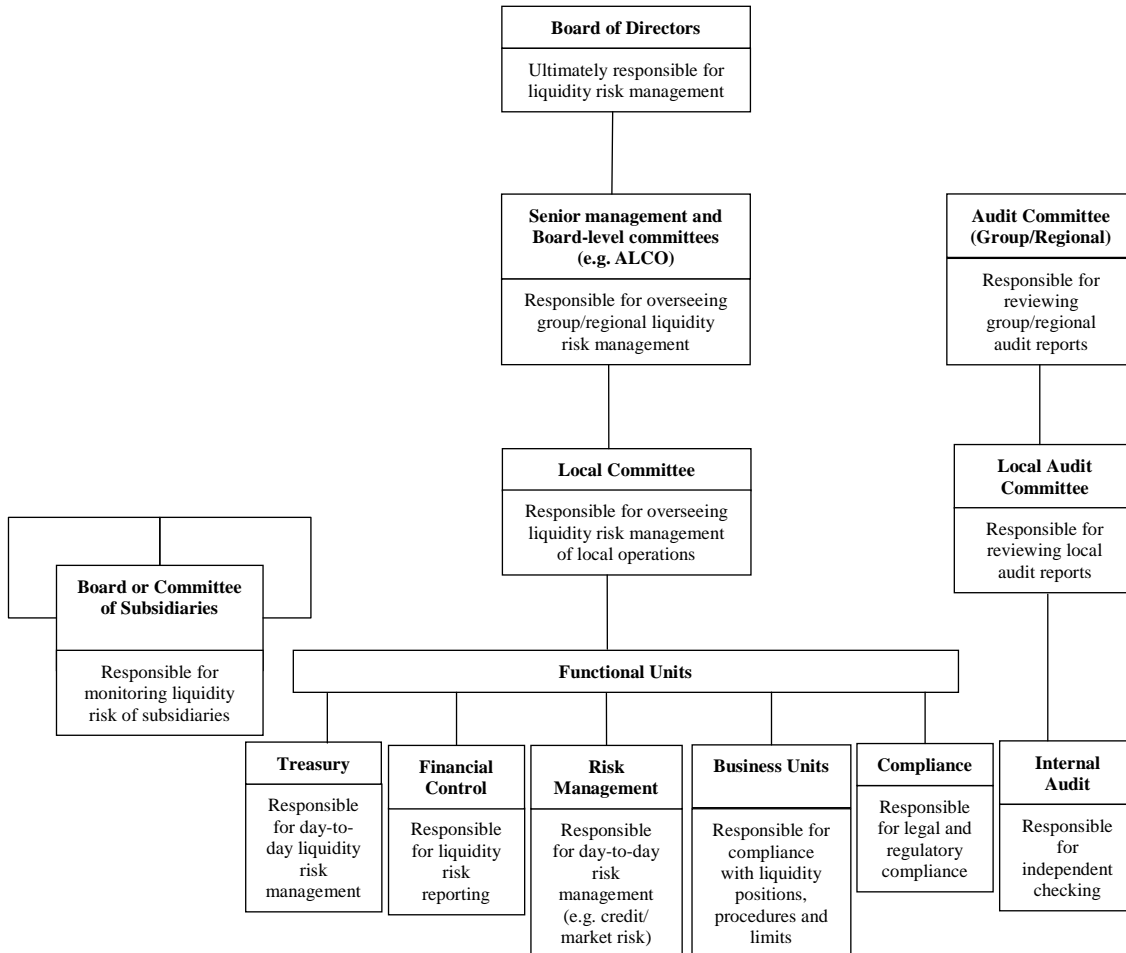 Board of Directors
Ultimately responsible for
liquidity risk management
Senior management and
Board-level committees
(e.g. ALCO)
Responsible for overseeing
group/regional liquidity
risk management
Audit Committee
(Group/Regional)
Responsible for
reviewing
group/regional
audit reports
Local Committee
Responsible for overseeing
liquidity risk management
of local operations
Local Audit
Committee
Responsible for
reviewing local
audit reports
Board or Committee
of Subsidiaries
Responsible for
monitoring liquidity
risk of subsidiaries
Functional Units
Treasury
Responsible
for day-to-
day liquidity
risk
management
Financial
Control
Responsible
for liquidity
risk
reporting
Risk
Management
Responsible
for day-to-day
risk
management
(e.g. credit/
market risk)
Business Units
Responsible for
compliance
with liquidity
positions,
procedures and
limits
Compliance
Responsible
for legal and
regulatory
compliance
Internal
Audit
Responsible
for
independent
checking